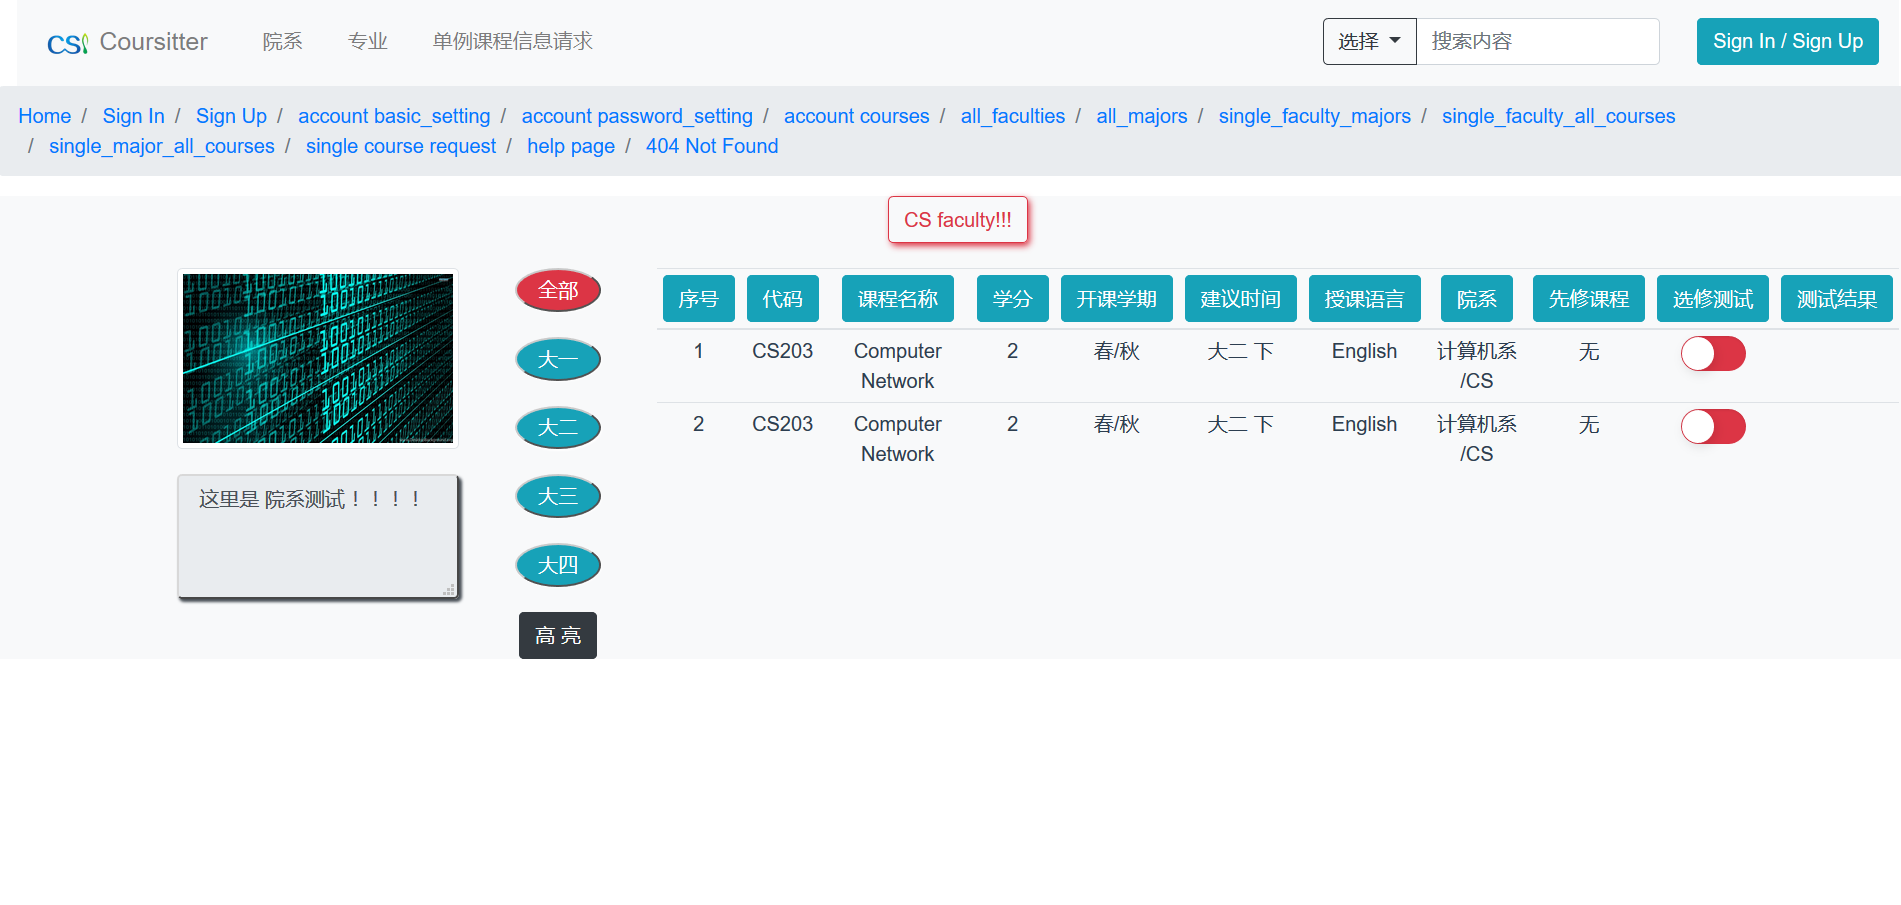 CS Coursitter 院系 专业 单例课程信息请求 选择 搜索内容 Sign In / Sign Up
Home / Sign In / Sign Up / account basic_setting / account password_setting / account courses / all_faculties / all_majors / single_faculty_majors / single_faculty_all_courses
/ single_major_all_courses / single course request / help page / 404 Not Found
CS faculty!!!
全部
大一
大二
大三
大四
高 亮
这里是 院系测试！！！！
序号 代码 课程名称 学分 开课学期 建议时间 授课语言 院系 先修课程 选修测试 测试结果
1 CS203 Computer Network 2 春/秋 大二 下 English 计算机系/CS 无
2 CS203 Computer Network 2 春/秋 大二 下 English 计算机系/CS 无